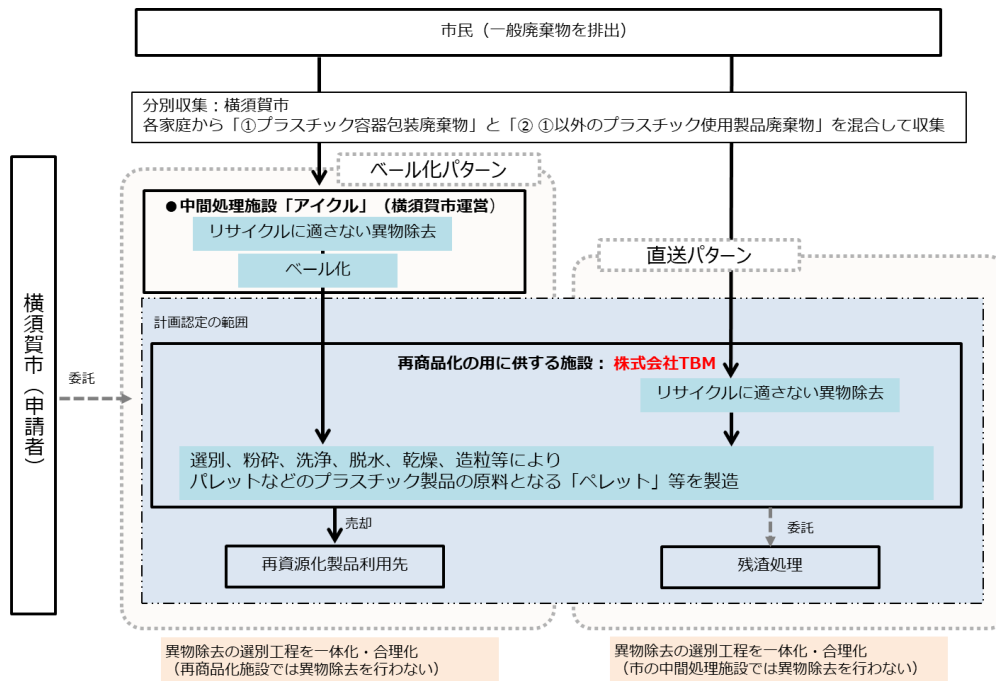 市民（一般廃棄物を排出）
分別収集：横須賀市
各家庭から「①プラスチック容器包装廃棄物」と「② ①以外のプラスチック使用製品廃棄物」を混合して収集
ベール化パターン
●中間処理施設「アイクル」（横須賀市運営）
リサイクルに適さない異物除去
ベール化
直送パターン
横須賀市（申請者）
委託
計画認定の範囲
再商品化の用に供する施設：株式会社TBM
リサイクルに適さない異物除去
選別、粉砕、洗浄、脱水、乾燥、造粒等により
パレットなどのプラスチック製品の原料となる「ペレット」等を製造
売却
委託
再資源化製品利用先
残渣処理
異物除去の選別工程を一体化・合理化
（再商品化施設では異物除去を行わない）
異物除去の選別工程を一体化・合理化
（市の中間処理施設では異物除去を行わない）